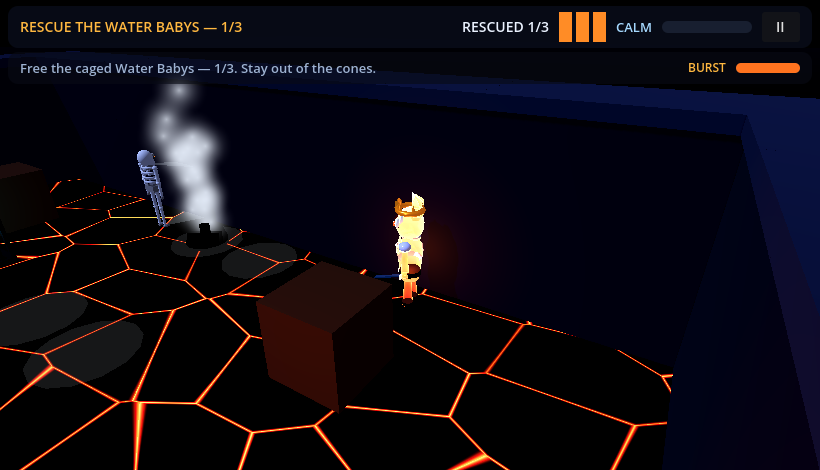 RESCUE THE WATER BABYS — 1/3
RESCUED 1/3
CALM
Free the caged Water Babys — 1/3. Stay out of the cones.
BURST